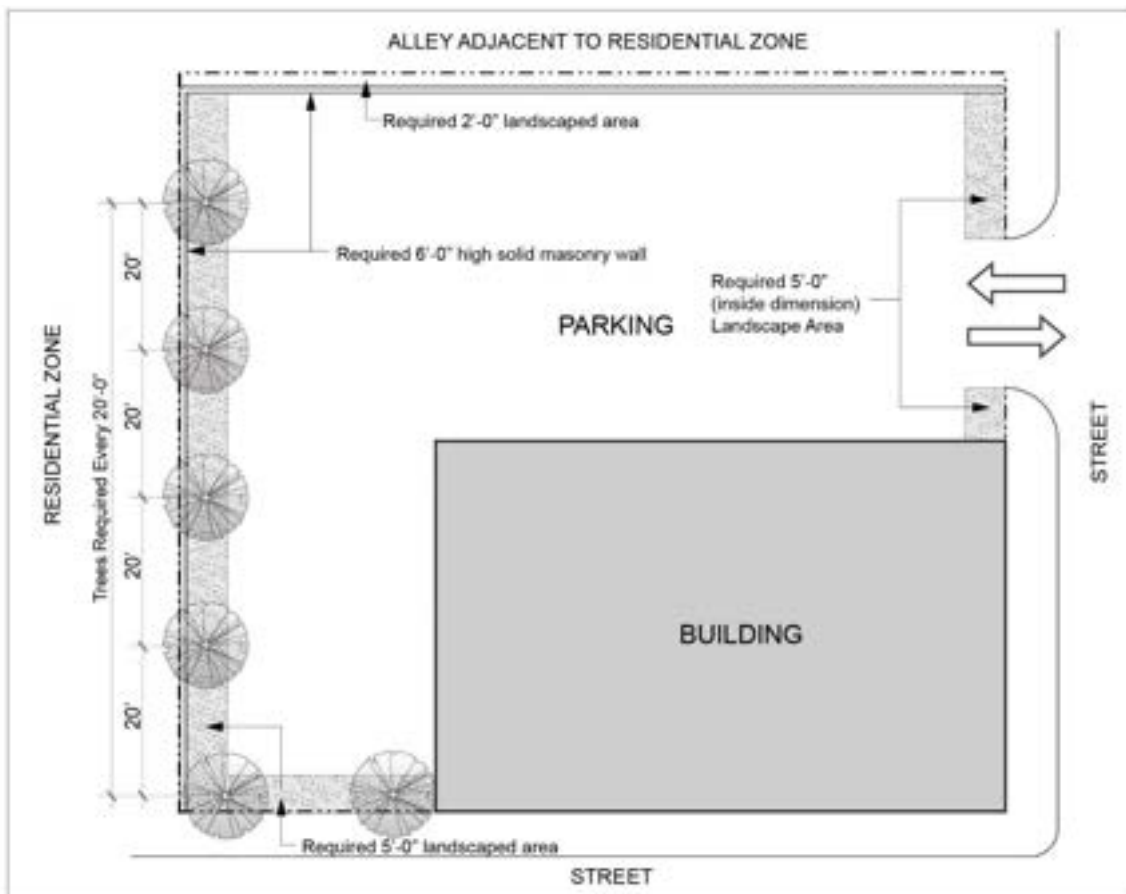 ALLEY ADJACENT TO RESIDENTIAL ZONE
Required 2'-0" landscaped area
Required 6'-0" high solid masonry wall
Required 5'-0"
(inside dimension)
Landscape Area
PARKING
RESIDENTIAL ZONE
Trees Required Every 20'-0"
20'
20'
20'
20'
STREET
BUILDING
Required 5'-0" landscaped area
STREET